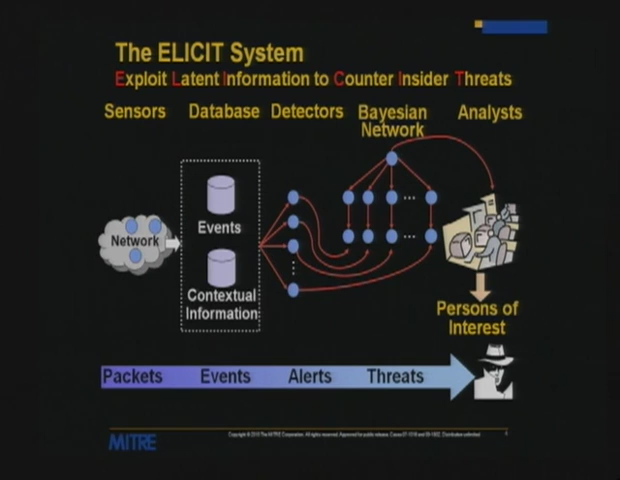 The ELICIT System
Exploit Latent Information to Counter Insider Threats
Sensors Database Detectors Bayesian Network Analysts
Network
Events
Contextual
Information
Persons of
Interest
Packets Events Alerts Threats
MITRE